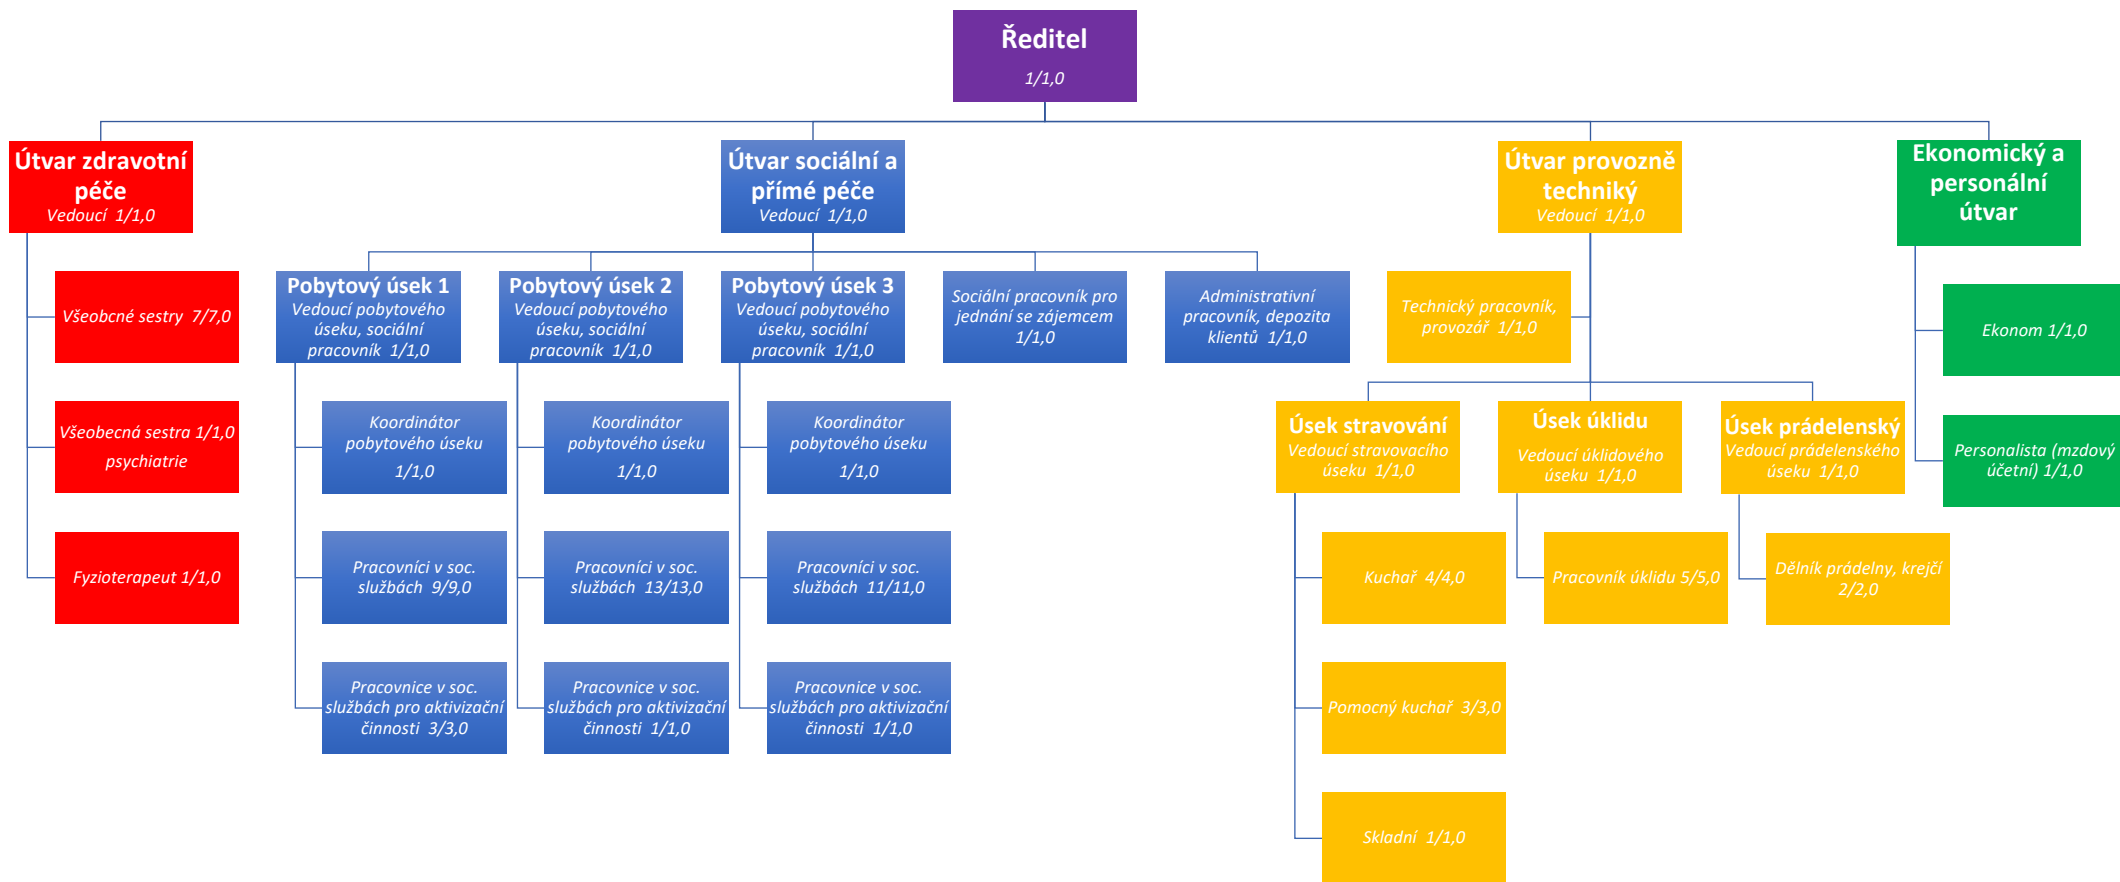 Ředitel
1/1,0
Útvar zdravotní
péče
Vedoucí 1/1,0
Útvar sociální a
přímé péče
Vedoucí 1/1,0
Útvar provozně
techniký
Vedoucí 1/1,0
Ekonomický a
personální
útvar
Všeobcné sestry 7/7,0
Všeobecná sestra 1/1,0
psychiatrie
Fyzioterapeut 1/1,0
Pobytový úsek 1
Vedoucí pobytového
úseku, sociální
pracovník 1/1,0
Koordinátor
pobytového úseku
1/1,0
Pracovníci v soc.
službách 9/9,0
Pracovnice v soc.
službách pro aktivizační
činnosti 3/3,0
Pobytový úsek 2
Vedoucí pobytového
úseku, sociální
pracovník 1/1,0
Koordinátor
pobytového úseku
1/1,0
Pracovníci v soc.
službách 13/13,0
Pracovnice v soc.
službách pro aktivizační
činnosti 1/1,0
Pobytový úsek 3
Vedoucí pobytového
úseku, sociální
pracovník 1/1,0
Koordinátor
pobytového úseku
1/1,0
Pracovníci v soc.
službách 11/11,0
Pracovnice v soc.
službách pro aktivizační
činnosti 1/1,0
Sociální pracovník pro
jednání se zájemcem
1/1,0
Administrativní
pracovník, depozita
klientů 1/1,0
Technický pracovník,
provozář 1/1,0
Úsek stravování
Vedoucí stravovacího
úseku 1/1,0
Kuchař 4/4,0
Pomocný kuchař 3/3,0
Skladní 1/1,0
Úsek úklidu
Vedoucí úklidového
úseku 1/1,0
Pracovník úklidu 5/5,0
Úsek prádelenský
Vedoucí prádelenského
úseku 1/1,0
Dělník prádelny, krejčí
2/2,0
Ekonom 1/1,0
Personalista (mzdový
účetní) 1/1,0